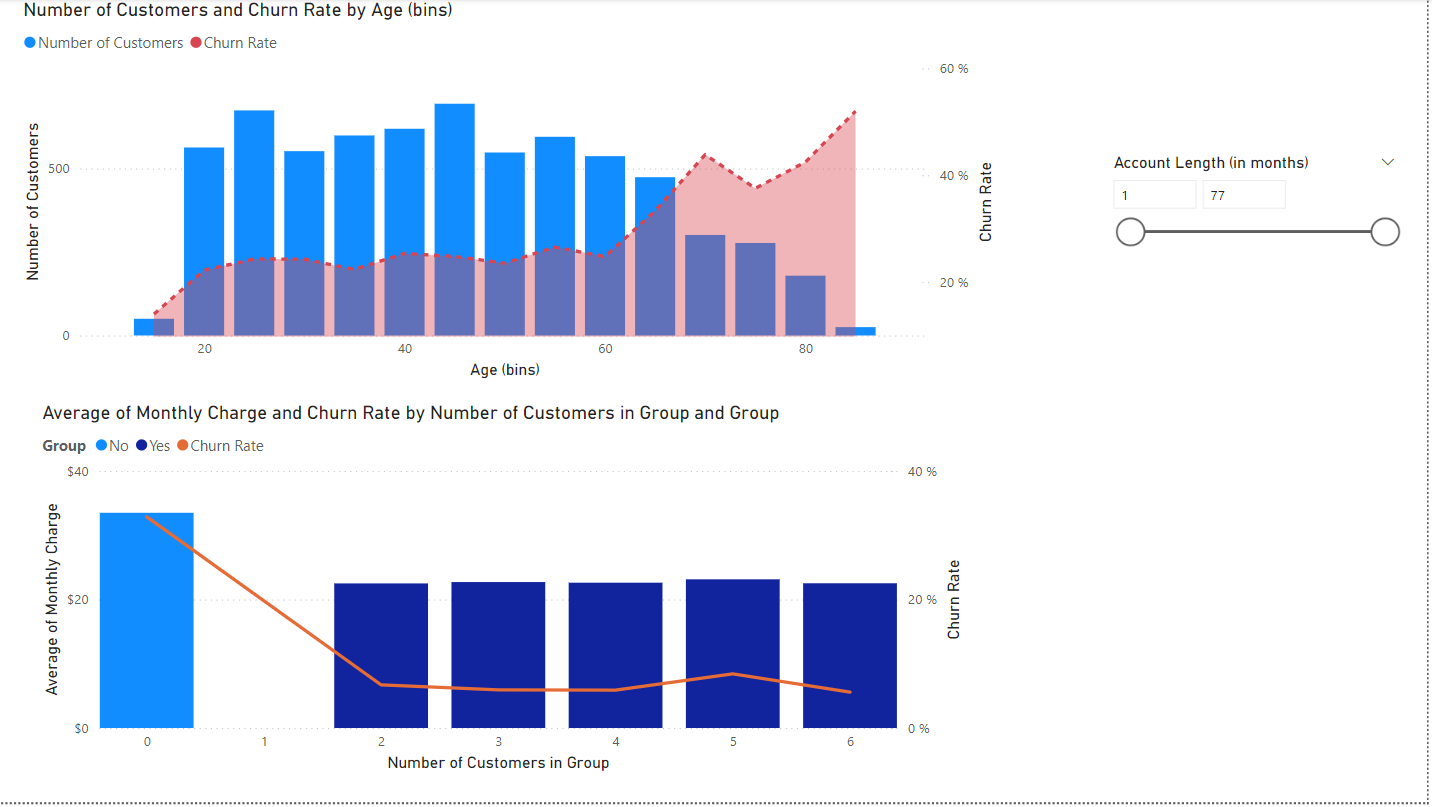 Number of Customers and Churn Rate by Age (bins)
Number of Customers Churn Rate
60 %
500
40 %
20 %
0
Number of Customers
Churn Rate
20 40 60 80
Age (bins)
Account Length (in months)
1 77
Average of Monthly Charge and Churn Rate by Number of Customers in Group and Group
Group No Yes Churn Rate
$40 40 %
$20 20 %
$0 0 %
Average of Monthly Charge
Churn Rate
0 1 2 3 4 5 6
Number of Customers in Group